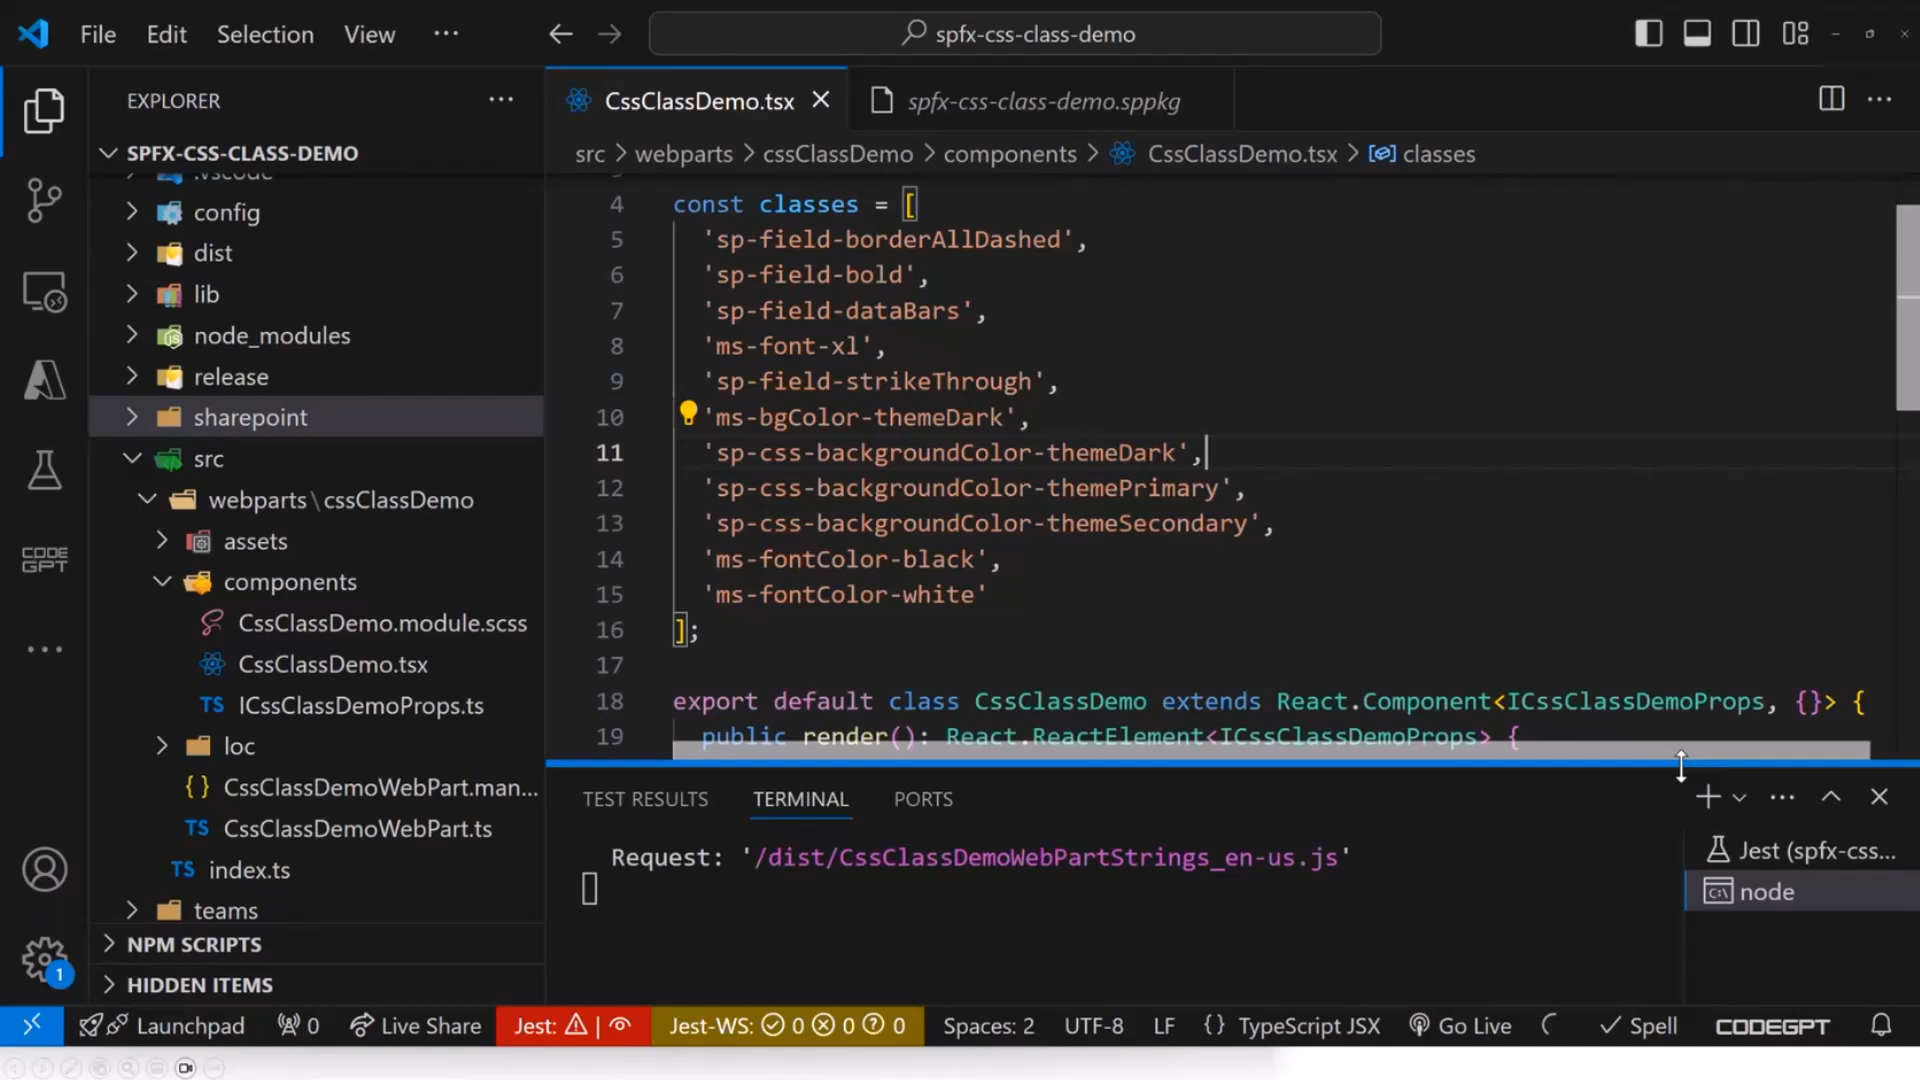 File Edit Selection View ...
spfx-css-class-demo
EXPLORER
SPFX-CSS-CLASS-DEMO
.vscode
config
dist
lib
node_modules
release
sharepoint
src
webparts\cssClassDemo
assets
components
CssClassDemo.module.scss
CssClassDemo.tsx
ICssClassDemoProps.ts
loc
{} CssClassDemoWebPart.man...
TS CssClassDemoWebPart.ts
TS index.ts
teams
NPM SCRIPTS
HIDDEN ITEMS
CODE GPT
1
CssClassDemo.tsx
spfx-css-class-demo.sppkg
src > webparts > cssClassDemo > components > CssClassDemo.tsx > classes
4 const classes = [
5 'sp-field-borderAllDashed',
6 'sp-field-bold',
7 'sp-field-dataBars',
8 'ms-font-xl',
9 'sp-field-strikeThrough',
10 'ms-bgColor-themeDark',
11 'sp-css-backgroundColor-themeDark',
12 'sp-css-backgroundColor-themePrimary',
13 'sp-css-backgroundColor-themeSecondary',
14 'ms-fontColor-black',
15 'ms-fontColor-white'
16 ];
17
18 export default class CssClassDemo extends React.Component<ICssClassDemoProps, {}> {
19 public render(): React.ReactElement<ICssClassDemoProps> {
TEST RESULTS TERMINAL PORTS
Request: '/dist/CssClassDemoWebPartStrings_en-us.js'
Jest (spfx-css...
node
Launchpad 0 Live Share Jest: | Jest-WS: 0 0 0 Spaces: 2 UTF-8 LF {} TypeScript JSX Go Live Spell CODEGPT